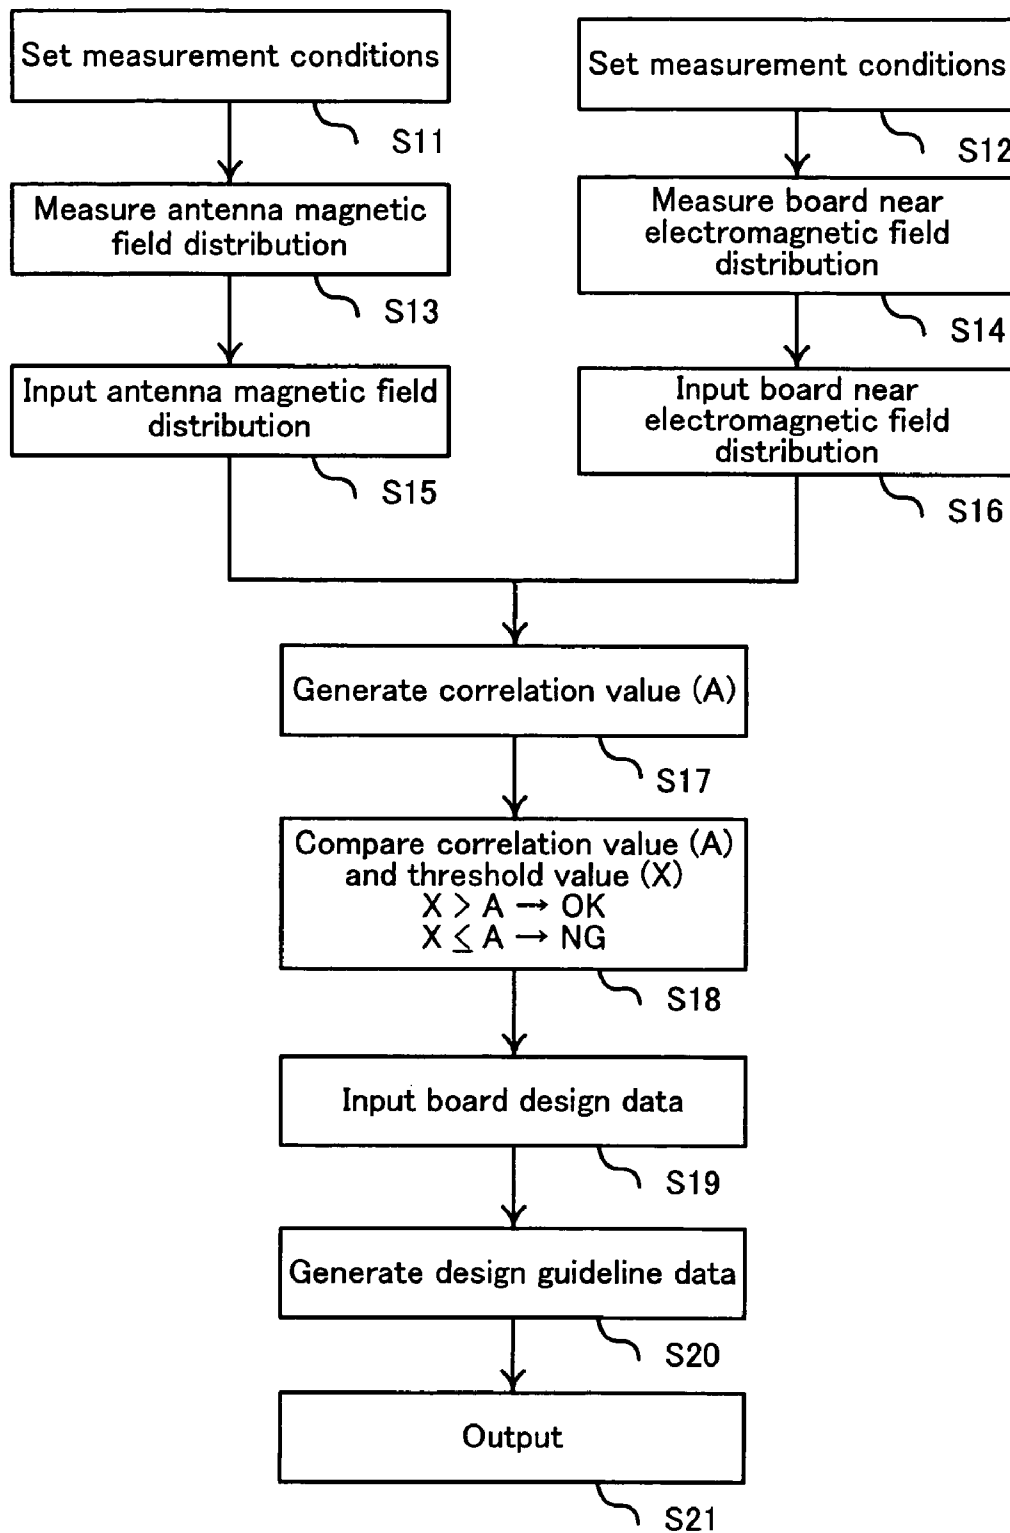 Set measurement conditions
S11
Set measurement conditions
S12
Measure antenna magnetic
field distribution
S13
Measure board near
electromagnetic field
distribution
S14
Input antenna magnetic field
distribution
S15
Input board near
electromagnetic field
distribution
S16
Generate correlation value (A)
S17
Compare correlation value (A)
and threshold value (X)
X > A → OK
X ≤ A → NG
S18
Input board design data
S19
Generate design guideline data
S20
Output
S21